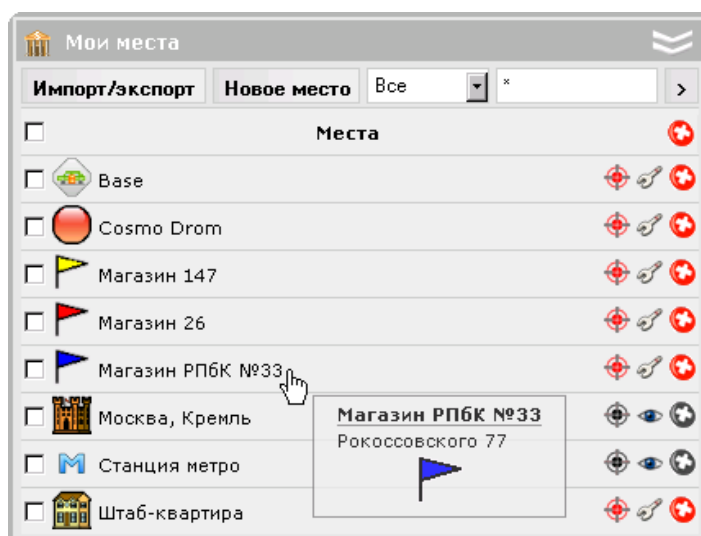 Мои места
Импорт/экспорт Новое место Все *
Места
Base
Cosmo Drom
Магазин 147
Магазин 26
Магазин РПбК №33
Москва, Кремль
Магазин РПбК №33
Рокоссовского 77
Станция метро
Штаб-квартира